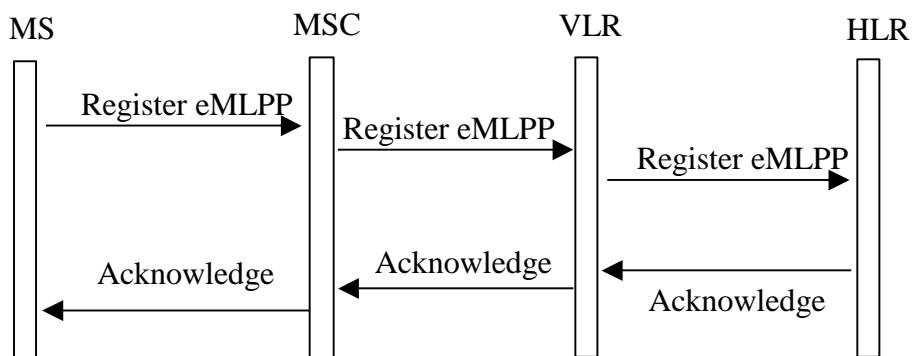 MS
MSC
VLR
HLR
Register eMLPP
Register eMLPP
Register eMLPP
Acknowledge
Acknowledge
Acknowledge